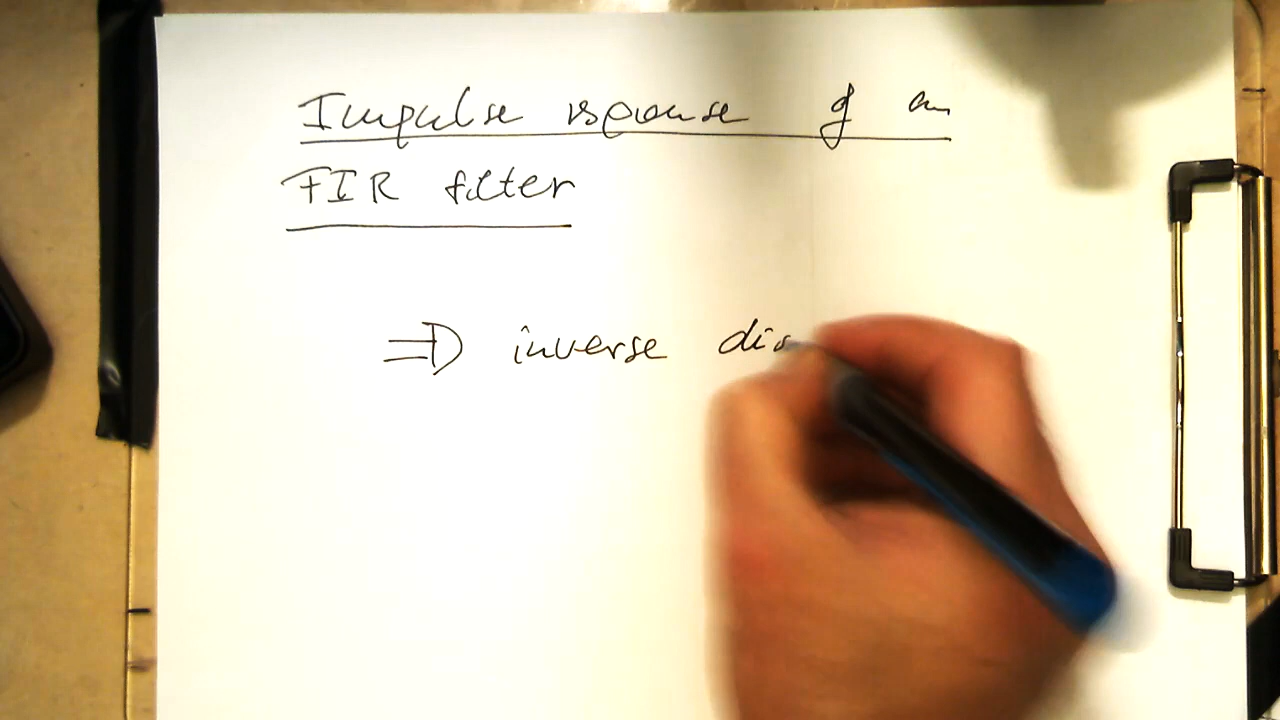 Impulse response of an
FIR filter
⇒ inverse dis